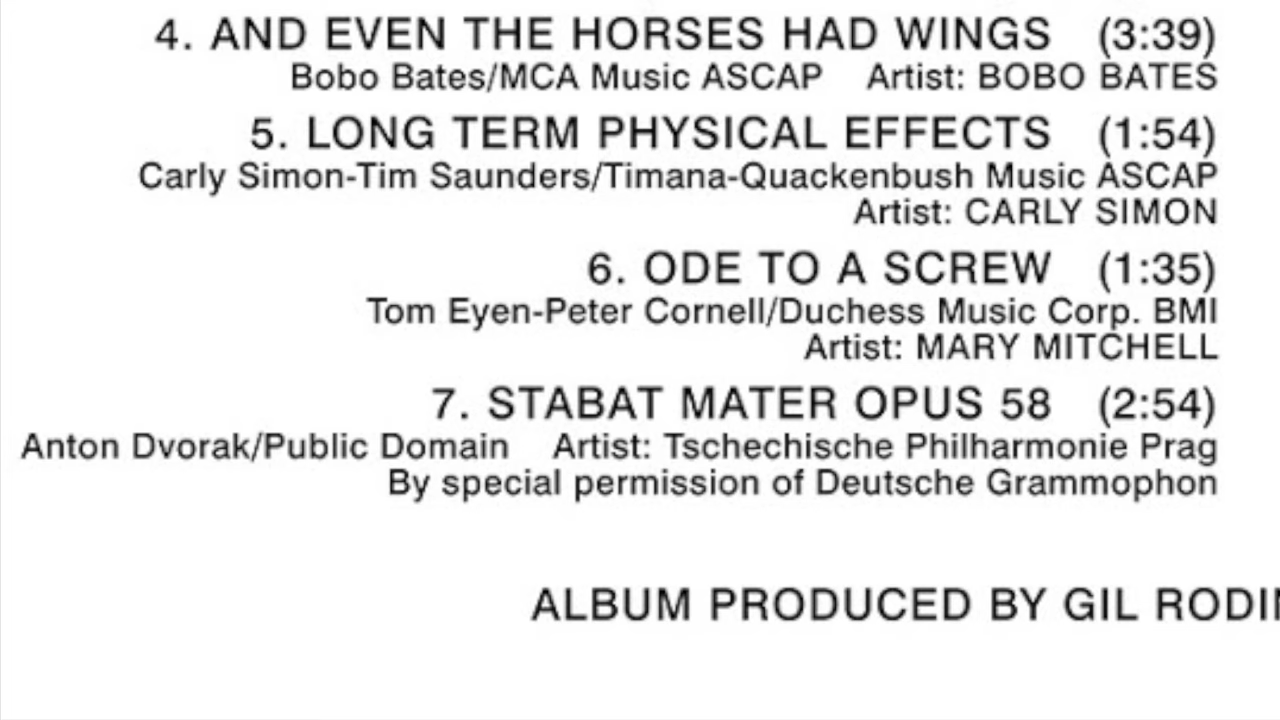 4. AND EVEN THE HORSES HAD WINGS (3:39)
Bobo Bates/MCA Music ASCAP Artist: BOBO BATES
5. LONG TERM PHYSICAL EFFECTS (1:54)
Carly Simon-Tim Saunders/Timana-Quackenbush Music ASCAP
Artist: CARLY SIMON
6. ODE TO A SCREW (1:35)
Tom Eyen-Peter Cornell/Duchess Music Corp. BMI
Artist: MARY MITCHELL
7. STABAT MATER OPUS 58 (2:54)
Anton Dvorak/Public Domain Artist: Tschechische Philharmonie Prag
By special permission of Deutsche Grammophon
ALBUM PRODUCED BY GIL